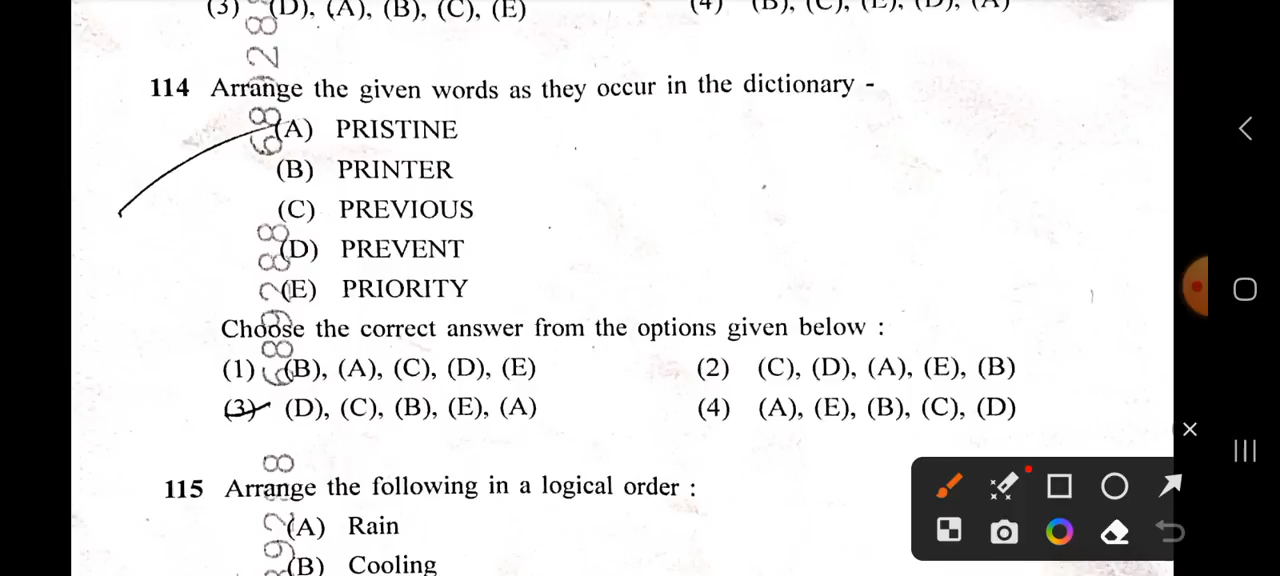 (3) (D), (A), (B), (C), (E) (4) (B), (C), (E), (D), (A)
114 Arrange the given words as they occur in the dictionary -
(A) PRISTINE
(B) PRINTER
(C) PREVIOUS
(D) PREVENT
(E) PRIORITY
Choose the correct answer from the options given below :
(1) (B), (A), (C), (D), (E) (2) (C), (D), (A), (E), (B)
(3) (D), (C), (B), (E), (A) (4) (A), (E), (B), (C), (D)
115 Arrange the following in a logical order :
(A) Rain
(B) Cooling